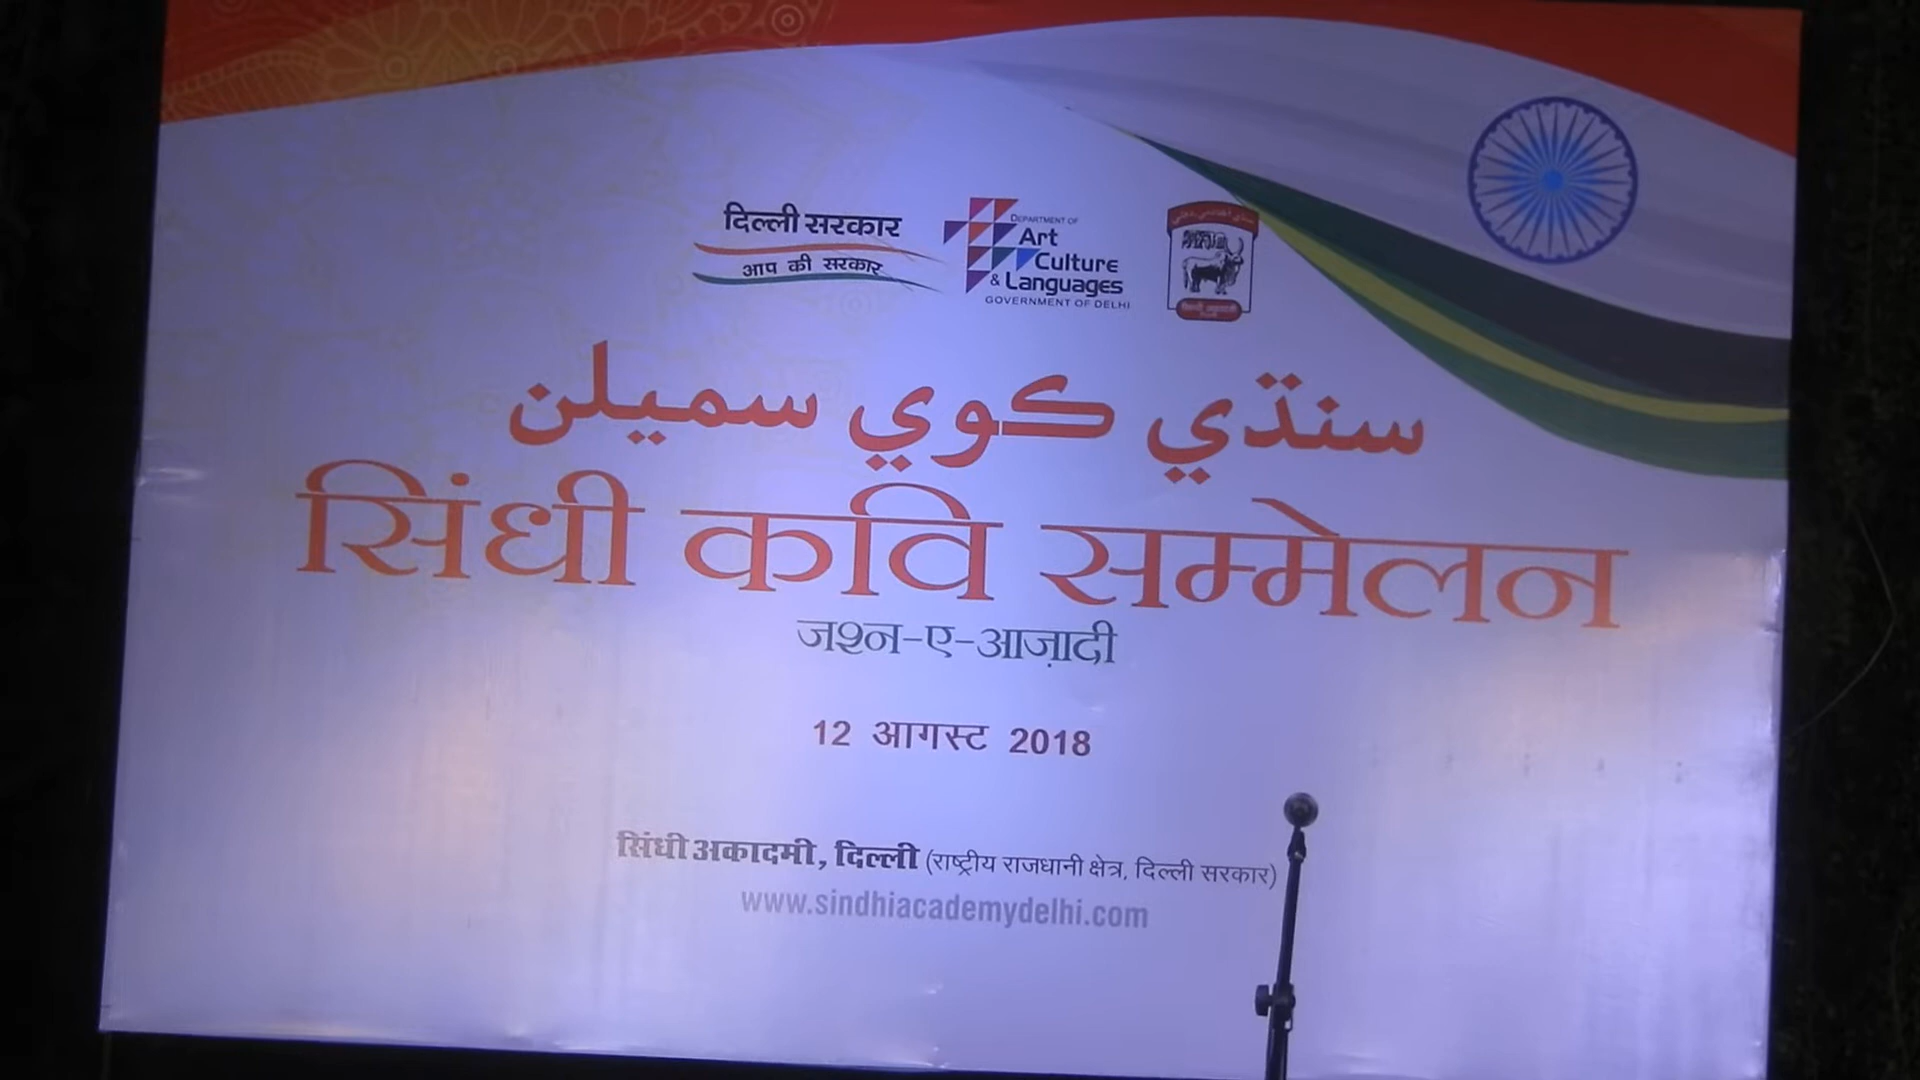 दिल्ली सरकार
आप की सरकार
DEPARTMENT OF
Art
Culture
& Languages
GOVERNMENT OF DELHI
سنڌي ڪوي سميلن
सिंधी कवि सम्मेलन
जश्न-ए-आज़ादी
12 आगस्ट 2018
सिंधी अकादमी, दिल्ली (राष्ट्रीय राजधानी क्षेत्र, दिल्ली सरकार)
www.sindhiacademydelhi.com